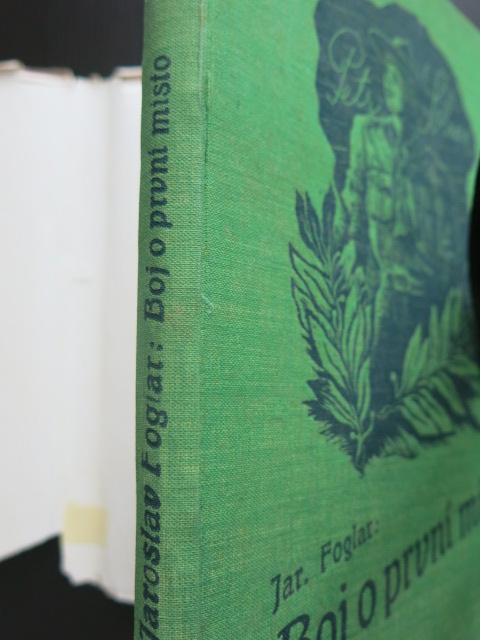 Jaroslav Foglar: Boj o první místo
Jar. Foglar:
Boj o první